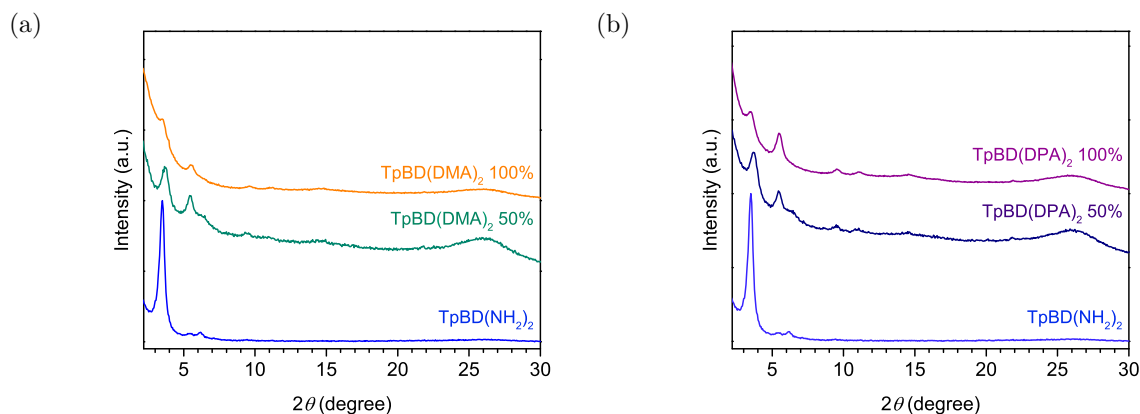 (a)
Intensity (a.u.)
TpBD(DMA)₂ 100%
TpBD(DMA)₂ 50%
TpBD(NH₂)₂
5 10 15 20 25 30
2θ (degree)
(b)
Intensity (a.u.)
TpBD(DPA)₂ 100%
TpBD(DPA)₂ 50%
TpBD(NH₂)₂
5 10 15 20 25 30
2θ (degree)